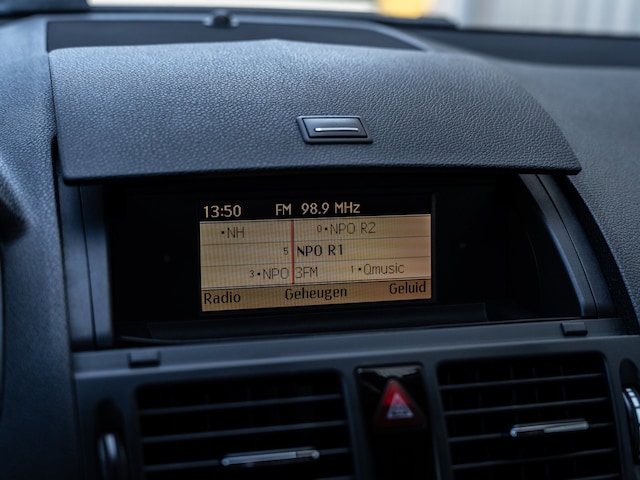 13:50 FM 98.9 MHz
•NH 0•NPO R2
5 NPO R1
3•NPO 3FM 1•Qmusic
Radio Geheugen Geluid